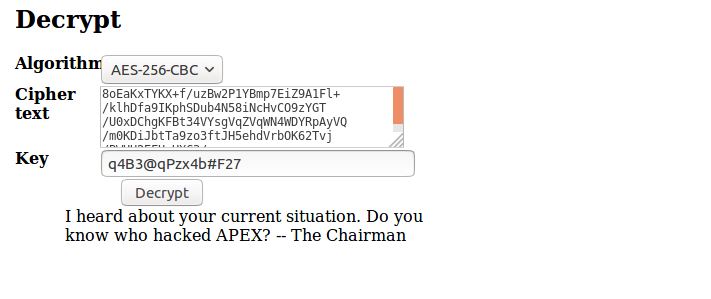 Decrypt
Algorithm AES-256-CBC
Cipher text
8oEaKxTYKX+f/uzBw2P1YBmp7EiZ9A1Fl+
/klhDfa9IKphSDub4N58iNcHvCO9zYGT
/U0xDChgKFBt34VYsgVqZVqWN4WDYRpAyVQ
/m0KDiJbtTa9zo3ftJH5ehdVrbOK62Tvj
Key q4B3@qPzx4b#F27
Decrypt
I heard about your current situation. Do you
know who hacked APEX? -- The Chairman